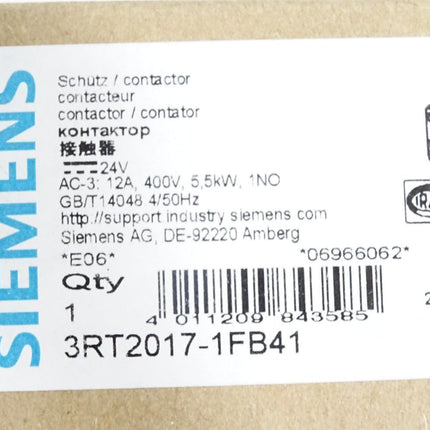 SIEMENS
Schütz / contactor
contacteur
contactor / contator
контактор
接触器
24V
AC-3: 12A, 400V, 5,5kW, 1NO
GB/T14048 4/50Hz
http://support industry siemens com
Siemens AG, DE-92220 Amberg
*E06* *06966062*
Qty
1
4 011209 843585
3RT2017-1FB41